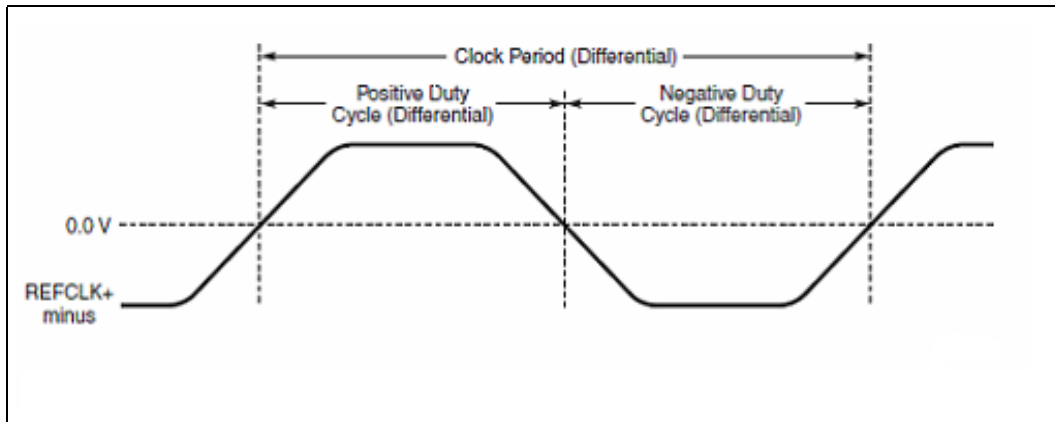 Clock Period (Differential)
Positive Duty
Cycle (Differential)
Negative Duty
Cycle (Differential)
0.0 V
REFCLK+
minus